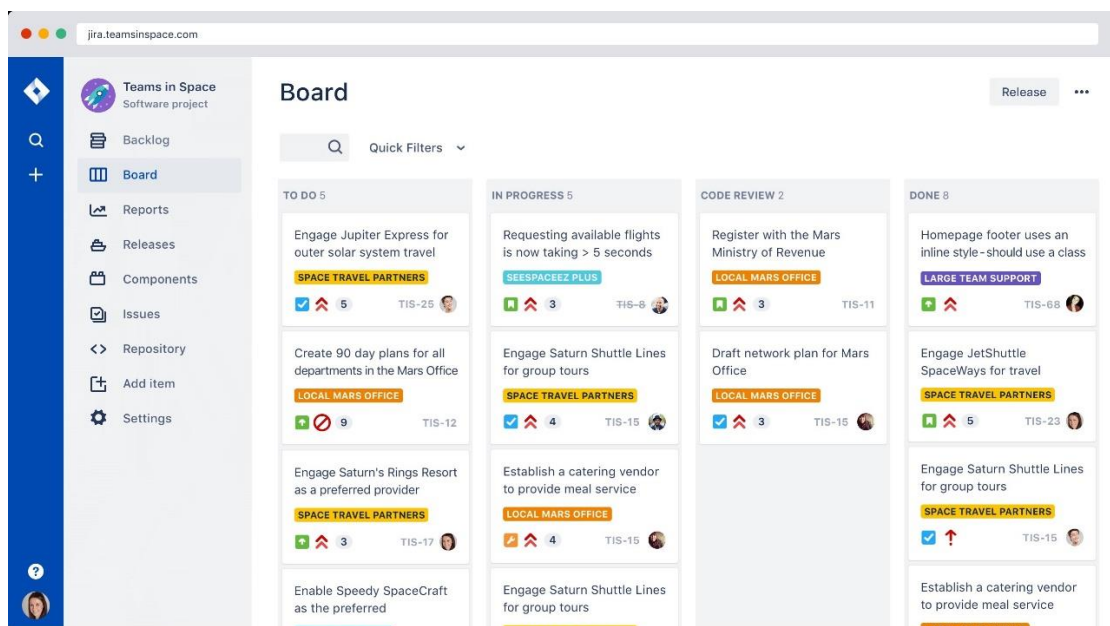 jira.teamsinspace.com
Teams in Space
Software project
Backlog
Board
Reports
Releases
Components
Issues
Repository
Add item
Settings
?
Board
Release
Quick Filters
TO DO 5
Engage Jupiter Express for
outer solar system travel
SPACE TRAVEL PARTNERS
5 TIS-25
Create 90 day plans for all
departments in the Mars Office
LOCAL MARS OFFICE
9 TIS-12
Engage Saturn's Rings Resort
as a preferred provider
SPACE TRAVEL PARTNERS
3 TIS-17
Enable Speedy SpaceCraft
as the preferred
IN PROGRESS 5
Requesting available flights
is now taking > 5 seconds
SEESPACEEZ PLUS
3 TIS-8
Engage Saturn Shuttle Lines
for group tours
SPACE TRAVEL PARTNERS
4 TIS-15
Establish a catering vendor
to provide meal service
LOCAL MARS OFFICE
4 TIS-15
Engage Saturn Shuttle Lines
for group tours
CODE REVIEW 2
Register with the Mars
Ministry of Revenue
LOCAL MARS OFFICE
3 TIS-11
Draft network plan for Mars
Office
LOCAL MARS OFFICE
3 TIS-15
DONE 8
Homepage footer uses an
inline style-should use a class
LARGE TEAM SUPPORT
TIS-68
Engage JetShuttle
SpaceWays for travel
SPACE TRAVEL PARTNERS
5 TIS-23
Engage Saturn Shuttle Lines
for group tours
SPACE TRAVEL PARTNERS
TIS-15
Establish a catering vendor
to provide meal service